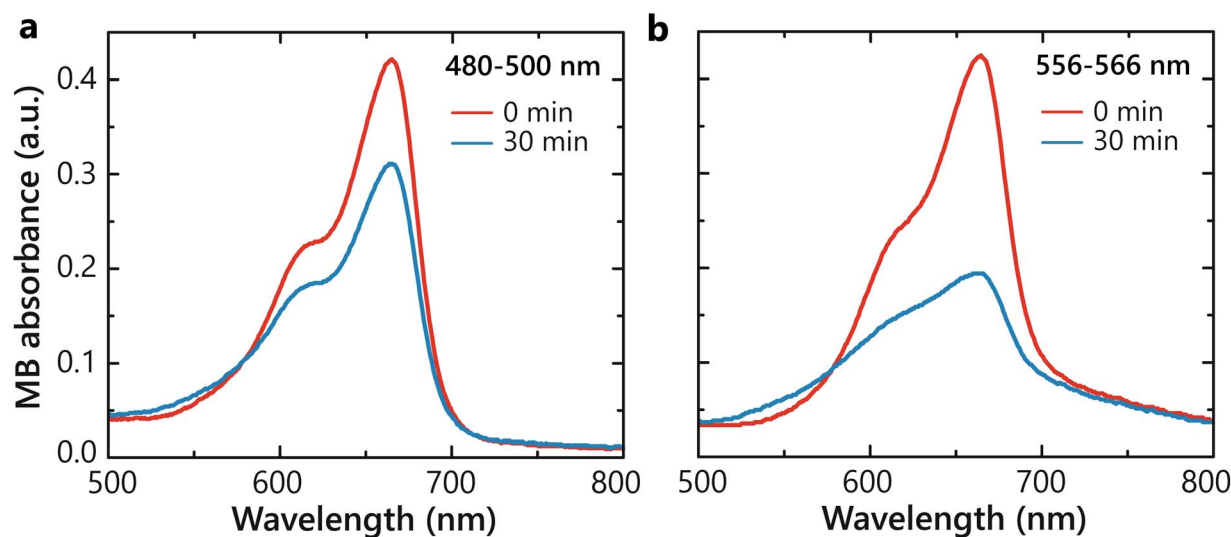 a
480-500 nm
0 min
30 min
MB absorbance (a.u.)
0.4
0.3
0.2
0.1
0.0
500
600
700
800
Wavelength (nm)
b
556-566 nm
0 min
30 min
500
600
700
800
Wavelength (nm)